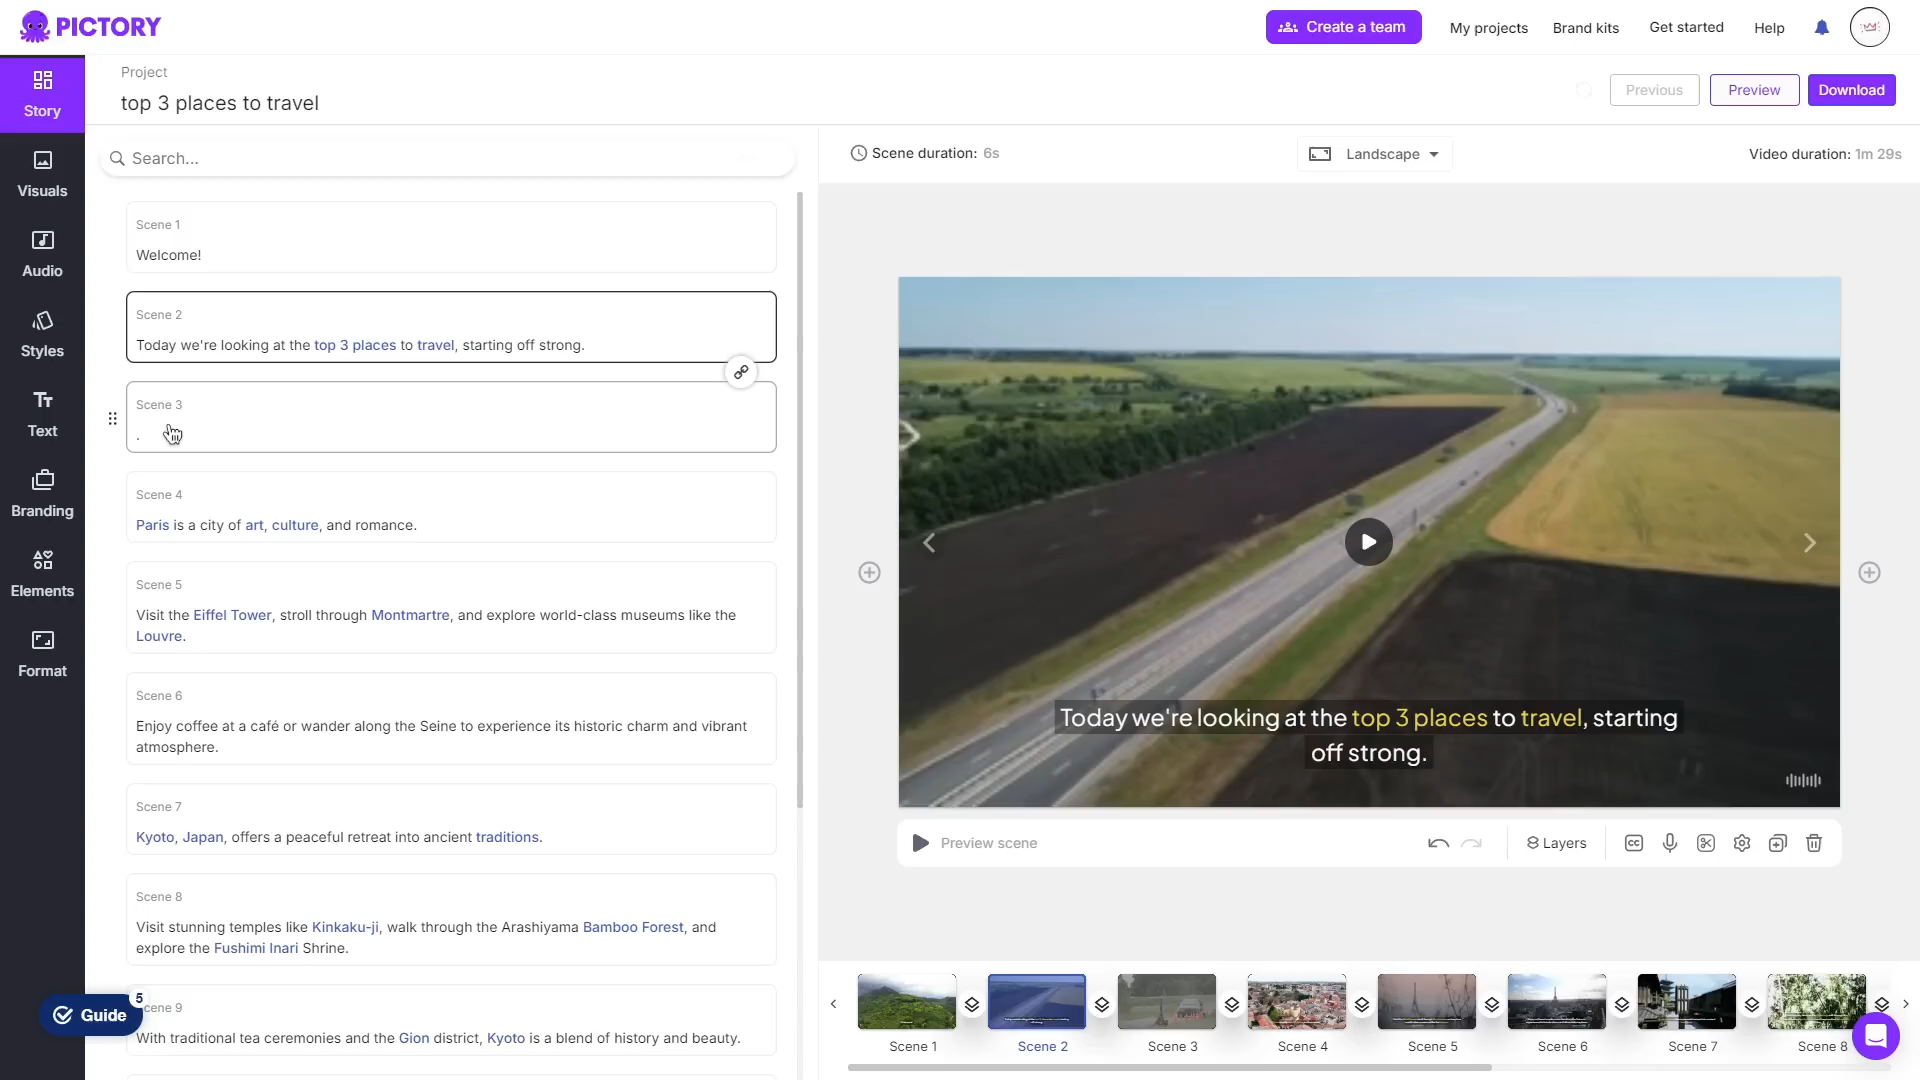 PICTORY
Create a team
My projects
Brand kits
Get started
Help
Story
Visuals
Audio
Styles
Text
Branding
Elements
Format
Project
top 3 places to travel
Previous
Preview
Download
Search...
Scene 1
Welcome!
Scene 2
Today we're looking at the top 3 places to travel, starting off strong.
Scene 3
.
Scene 4
Paris is a city of art, culture, and romance.
Scene 5
Visit the Eiffel Tower, stroll through Montmartre, and explore world-class museums like the
Louvre.
Scene 6
Enjoy coffee at a café or wander along the Seine to experience its historic charm and vibrant
atmosphere.
Scene 7
Kyoto, Japan, offers a peaceful retreat into ancient traditions.
Scene 8
Visit stunning temples like Kinkaku-ji, walk through the Arashiyama Bamboo Forest, and
explore the Fushimi Inari Shrine.
9
With traditional tea ceremonies and the Gion district, Kyoto is a blend of history and beauty.
Guide
5
Scene duration: 6s
Landscape
Video duration: 1m 29s
Today we're looking at the top 3 places to travel, starting
off strong.
Preview scene
Layers
CC
Scene 1
Scene 2
Scene 3
Scene 4
Scene 5
Scene 6
Scene 7
Scene 8